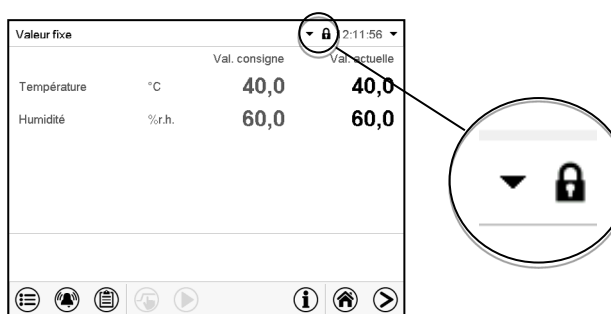 Valeur fixe 2:11:56
Val. consigne Val. actuelle
Température °C 40,0 40,0
Humidité %r.h. 60,0 60,0